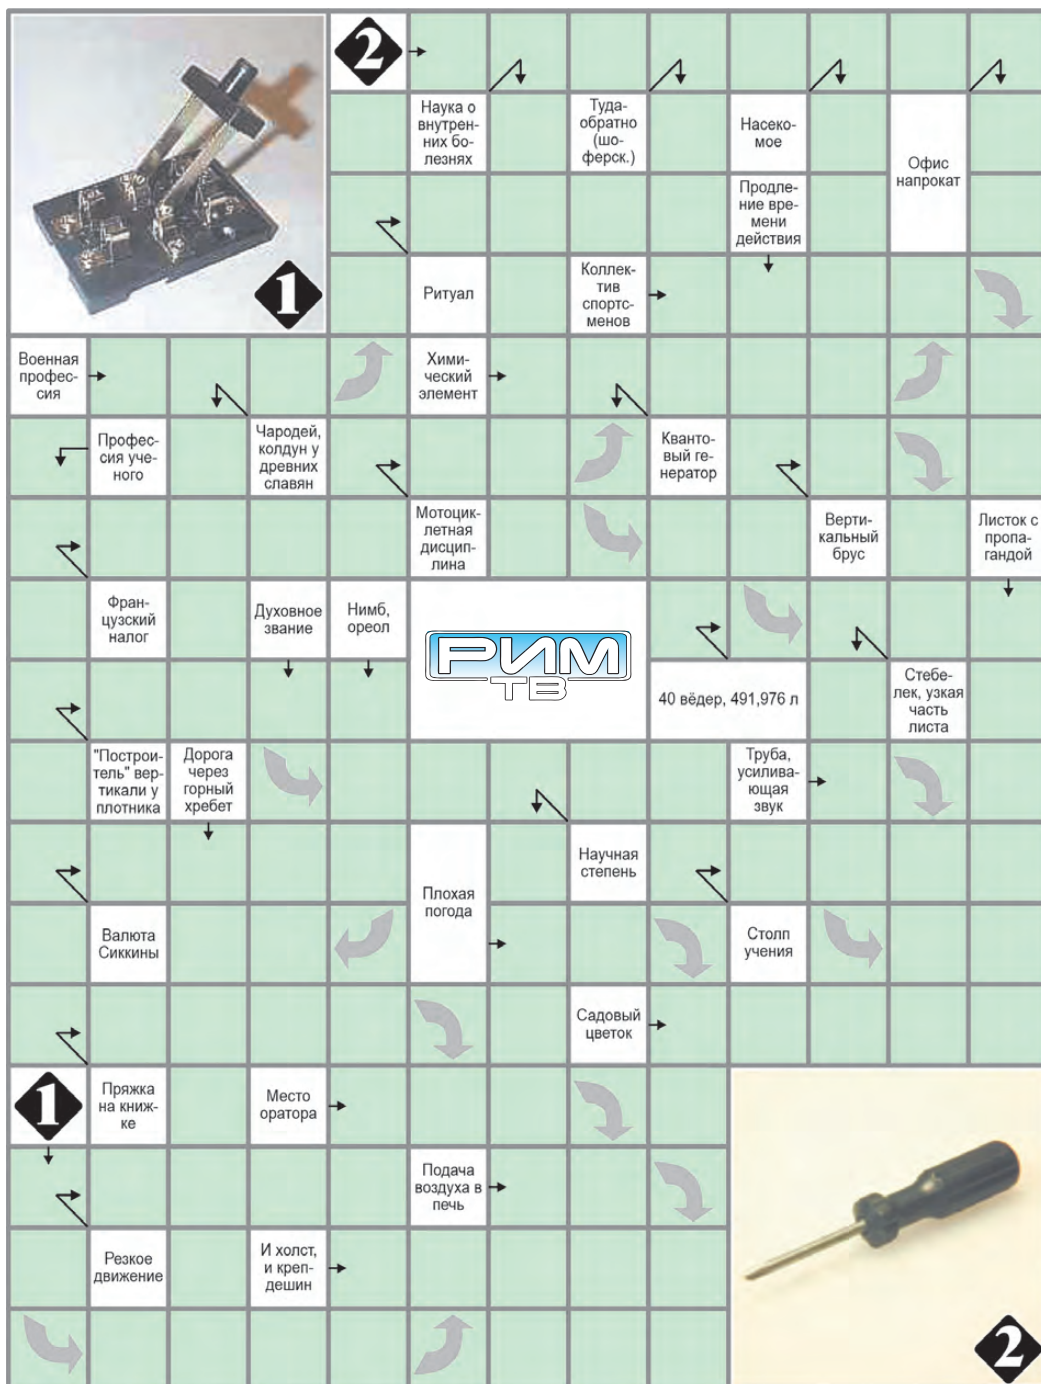 2
Наука о
внутрен-
них бо-
лезнях
Туда-
обратно
(шо-
ферск.)
Насеко-
мое
Офис
напрокат
Продле-
ние вре-
мени
действия
1
Ритуал
Коллек-
тив
спортс-
менов
Военная
профес-
сия
Хими-
ческий
элемент
Профес-
сия уче-
ного
Чародей,
колдун у
древних
славян
Кванто-
вый ге-
нератор
Мотоцик-
летная
дисцип-
лина
Верти-
кальный
брус
Листок с
пропа-
гандой
Фран-
цузский
налог
Духовное
звание
Нимб,
ореол
РИМ
ТВ
40 вёдер, 491,976 л
Стебе-
лек, узкая
часть
листа
"Построи-
тель" вер-
тикали у
плотника
Дорога
через
горный
хребет
Труба,
усилива-
ющая
звук
Плохая
погода
Научная
степень
Валюта
Сиккины
Столп
учения
Садовый
цветок
1
Пряжка
на книж-
ке
Место
оратора
Подача
воздуха в
печь
Резкое
движение
И холст,
и креп-
дешин
2